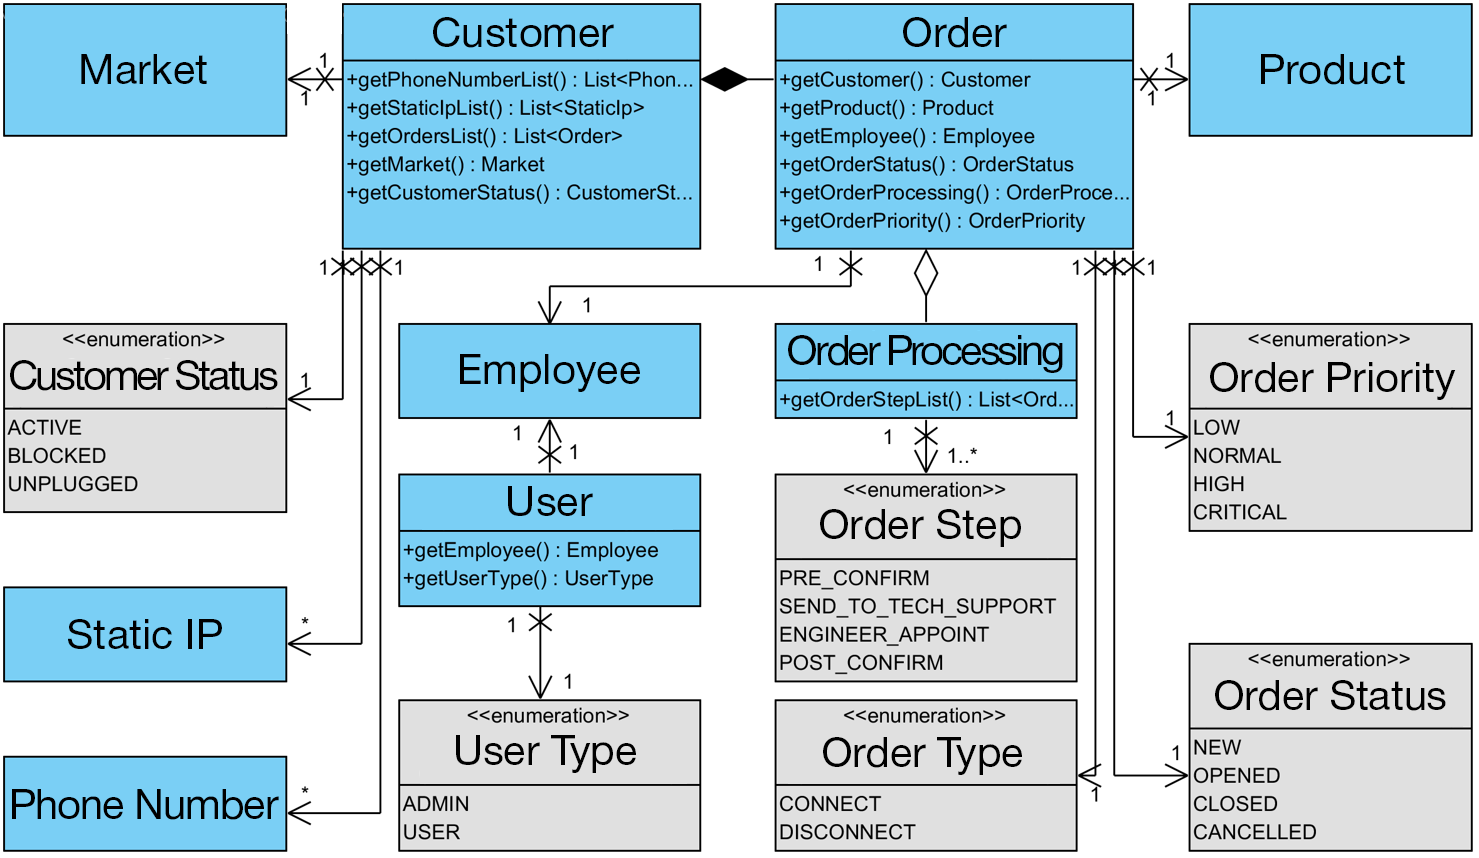 Market
1
1
Customer
+getPhoneNumberList() : List<Phon...
+getStaticIpList() : List<StaticIp>
+getOrdersList() : List<Order>
+getMarket() : Market
+getCustomerStatus() : CustomerSt...
Order
+getCustomer() : Customer
+getProduct() : Product
+getEmployee() : Employee
+getOrderStatus() : OrderStatus
+getOrderProcessing() : OrderProce...
+getOrderPriority() : OrderPriority
1
1
Product
1
1
1
1
1
1
1
1
<<enumeration>>
Customer Status
ACTIVE
BLOCKED
UNPLUGGED
1
Employee
1
1
Order Processing
+getOrderStepList() : List<Ord...
1
1..*
<<enumeration>>
Order Priority
LOW
NORMAL
HIGH
CRITICAL
1
User
+getEmployee() : Employee
+getUserType() : UserType
1
1
<<enumeration>>
Order Step
PRE_CONFIRM
SEND_TO_TECH_SUPPORT
ENGINEER_APPOINT
POST_CONFIRM
Static IP
*
Phone Number
*
<<enumeration>>
User Type
ADMIN
USER
<<enumeration>>
Order Type
CONNECT
DISCONNECT
1
<<enumeration>>
Order Status
NEW
OPENED
CLOSED
CANCELLED
1